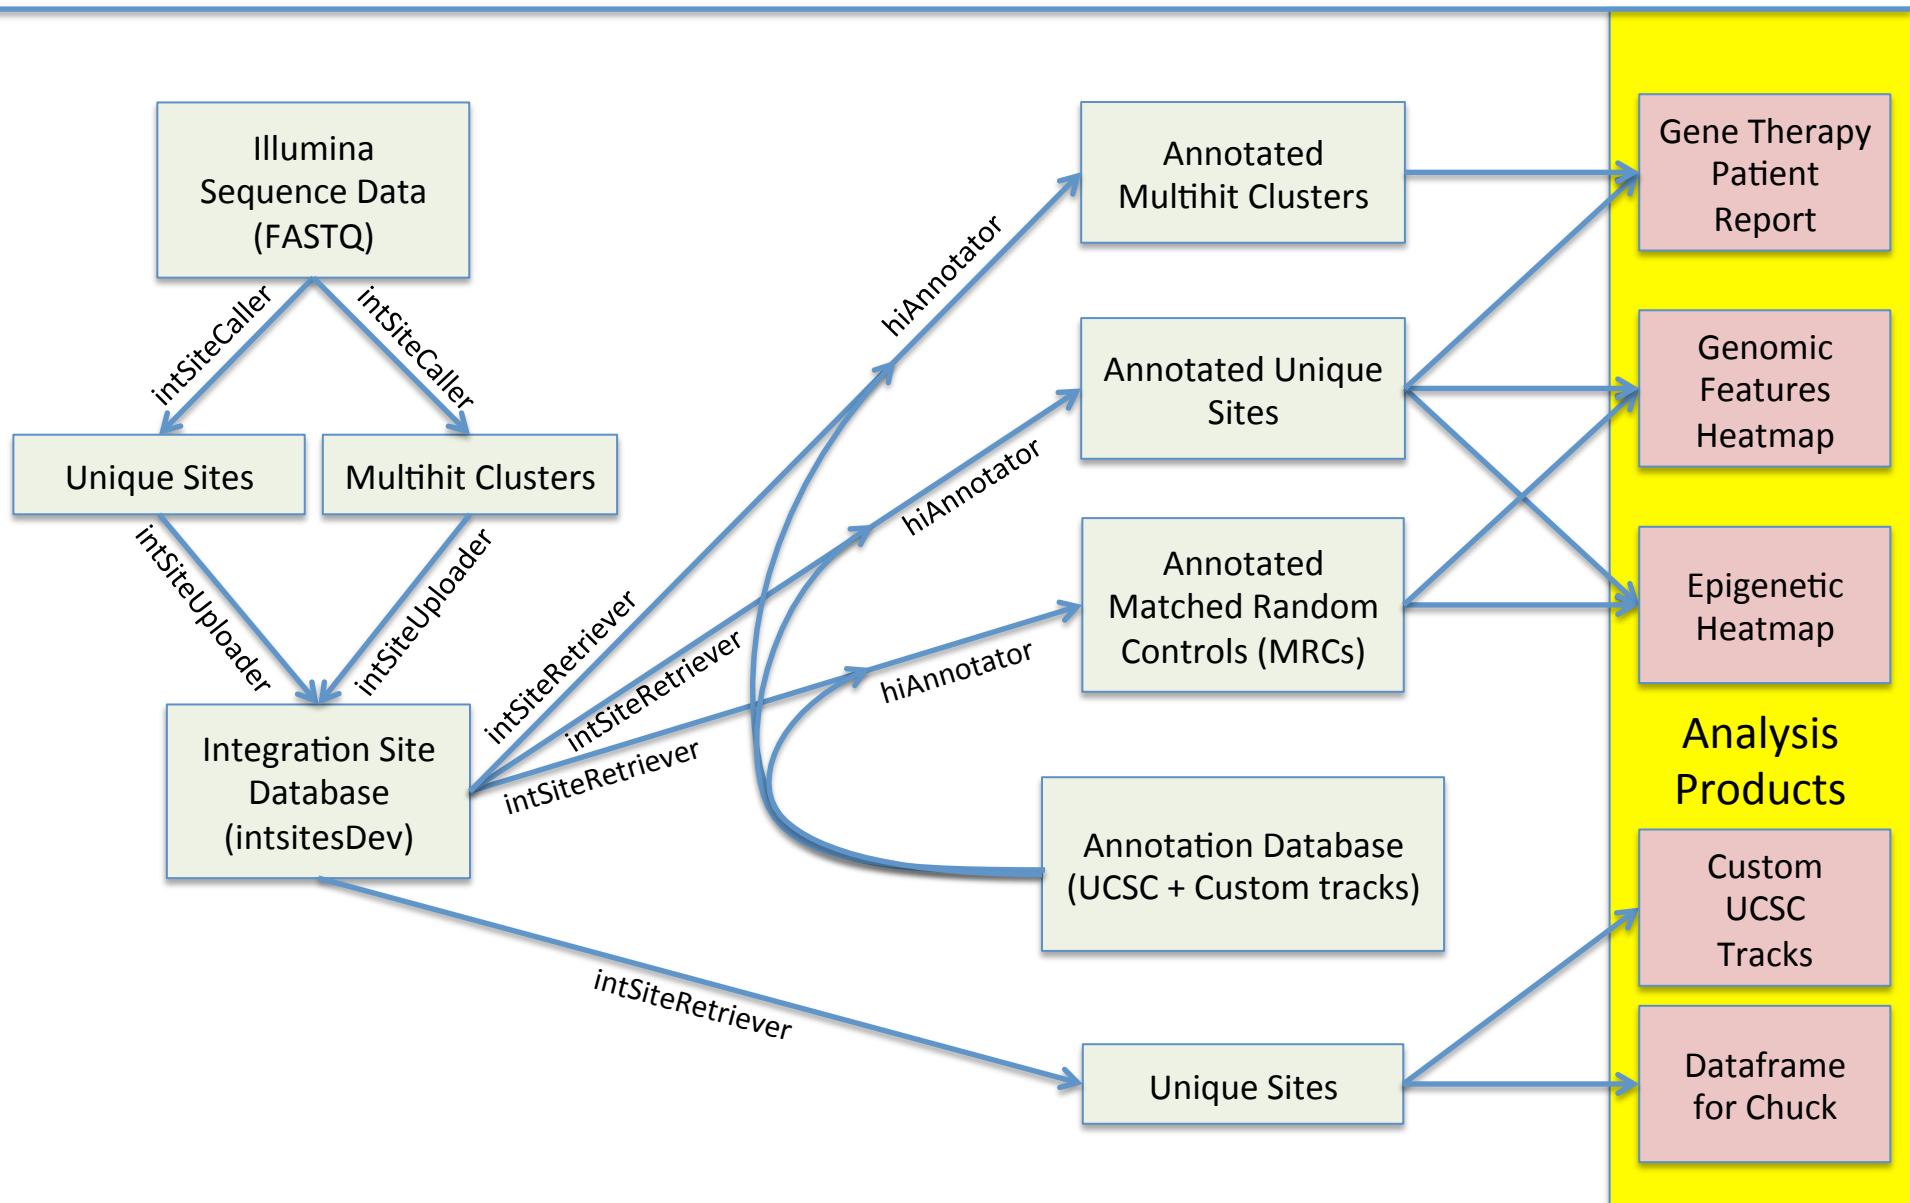 Illumina
Sequence Data
(FASTQ)
intSiteCaller
intSiteCaller
Unique Sites
Multihit Clusters
intSiteUploader
intSiteUploader
Integration Site
Database
(intsitesDev)
intSiteRetriever
intSiteRetriever
intSiteRetriever
intSiteRetriever
hiAnnotator
hiAnnotator
hiAnnotator
Annotated
Multihit Clusters
Annotated Unique
Sites
Annotated
Matched Random
Controls (MRCs)
Annotation Database
(UCSC + Custom tracks)
Unique Sites
Gene Therapy
Patient
Report
Genomic
Features
Heatmap
Epigenetic
Heatmap
Analysis
Products
Custom
UCSC
Tracks
Dataframe
for Chuck